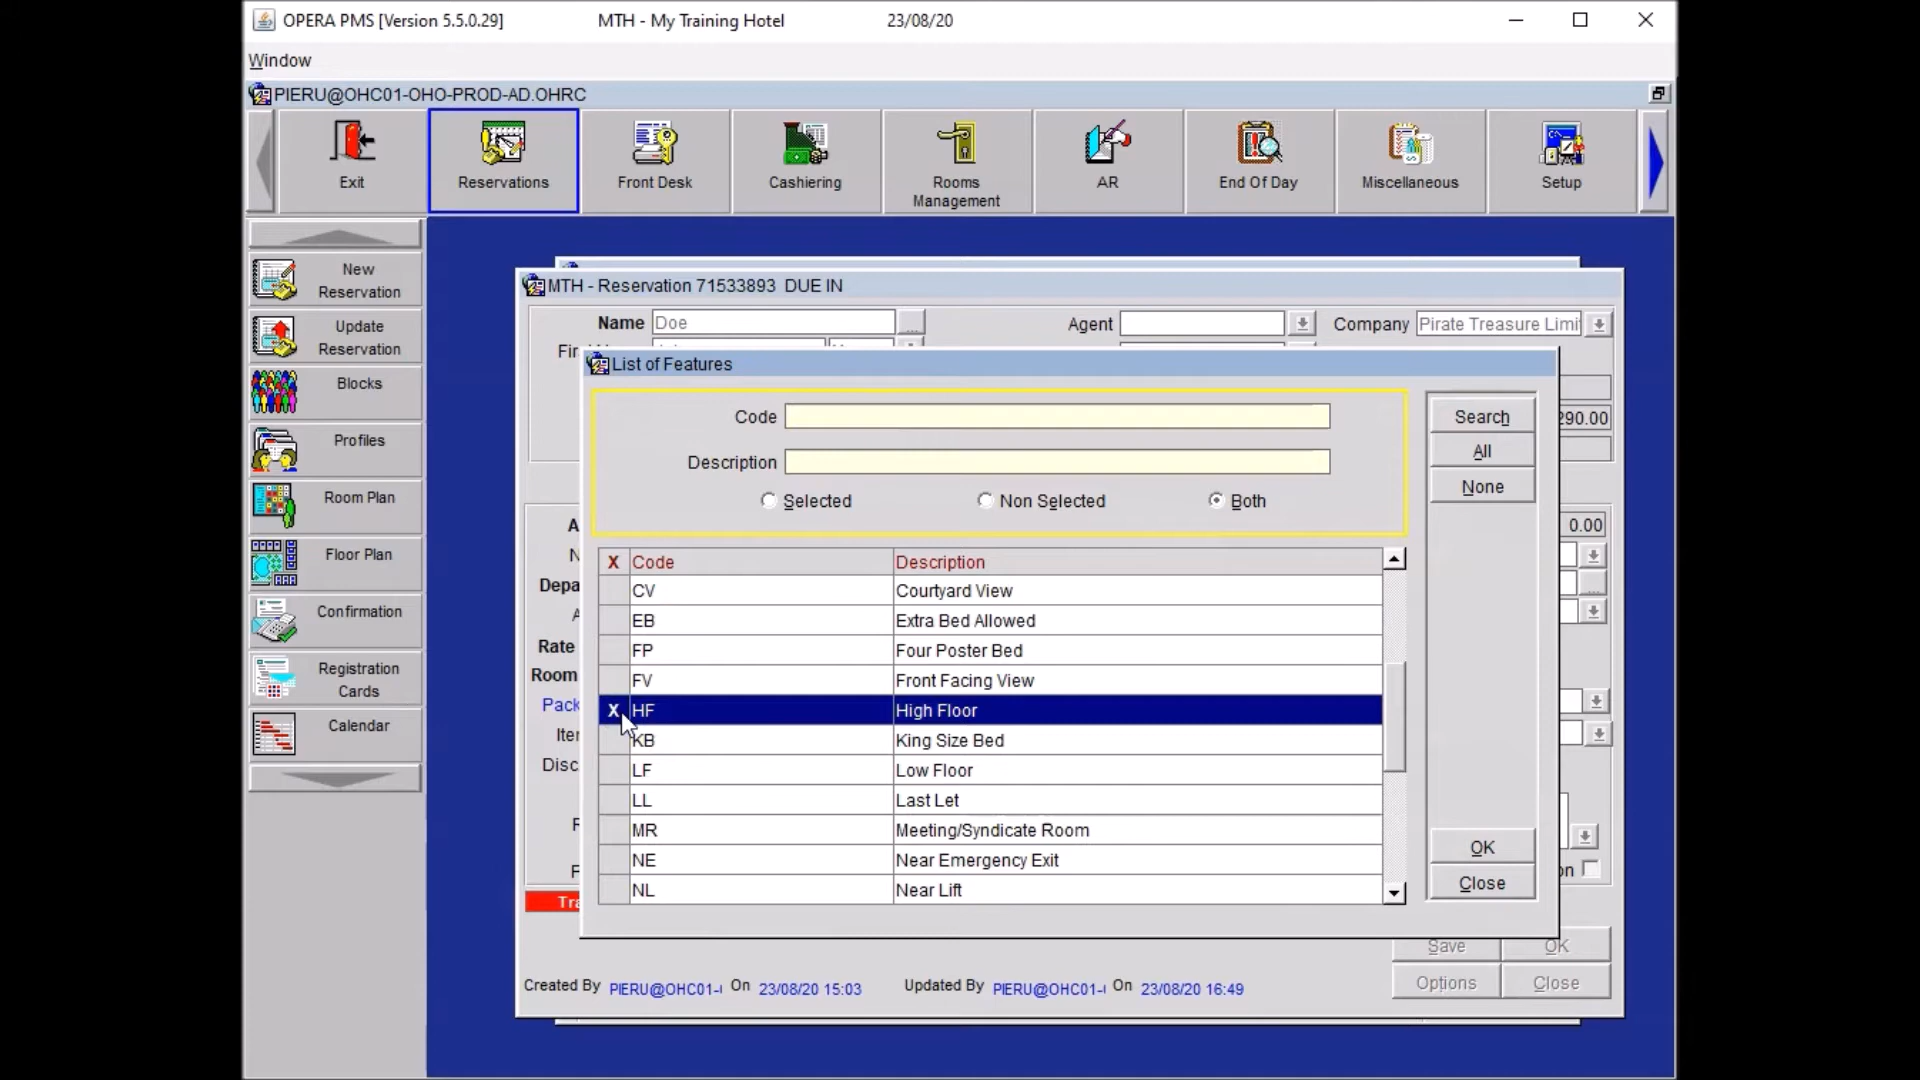 OPERA PMS [Version 5.5.0.29] MTH - My Training Hotel 23/08/20
Window
PIERU@OHC01-OHO-PROD-AD.OHRC
Exit
Reservations
Front Desk
Cashiering
Rooms
Management
AR
End Of Day
Miscellaneous
Setup
New
Reservation
Update
Reservation
Blocks
Profiles
Room Plan
Floor Plan
Confirmation
Registration
Cards
Calendar
MTH - Reservation 71533893 DUE IN
Name Doe Agent Company Pirate Treasure Limi
List of Features
Code
Description
Selected Non Selected Both
Search
All
None
290.00
0.00
X Code Description
CV Courtyard View
EB Extra Bed Allowed
FP Four Poster Bed
FV Front Facing View
X HF High Floor
KB King Size Bed
LF Low Floor
LL Last Let
MR Meeting/Syndicate Room
NE Near Emergency Exit
NL Near Lift
OK
Close
Depa
Rate
Room
Pack
Iter
Disc
Tra
on
Save OK
Options Close
Created By PIERU@OHC01- On 23/08/20 15:03 Updated By PIERU@OHC01- On 23/08/20 16:49